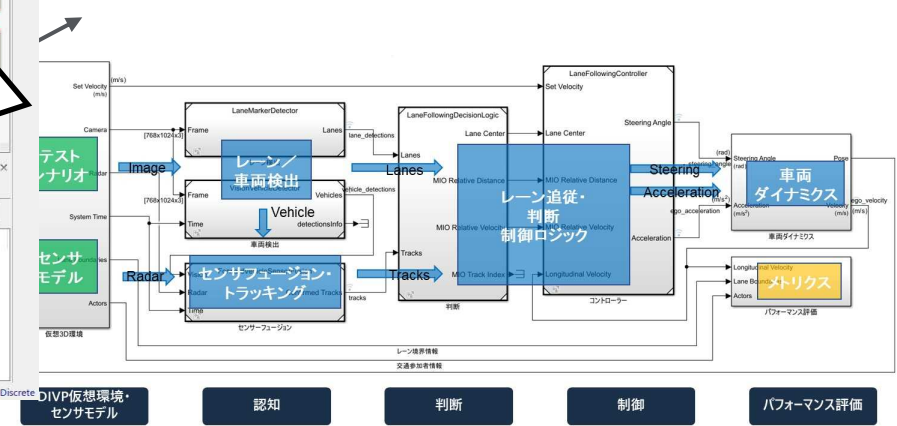 Set Velocity
(m/s)
(m/s)
Camera
[768x1024x3]
テスト
シナリオ
Radar
System Time
センサ
モデル
Actors
仮想3D環境
Image
Radar
LaneMarkerDetector
Frame
Lanes
lane_detections
レーン／
車両検出
Frame
[768x1024x3]
Vehicles
vehicle_detections
Time
Vehicle
detectionsInfo
車両検出
センサフュージョン・
トラッキング
Radar
Time
tracks
センサーフュージョン
Lanes
Tracks
LaneFollowingDecisionLogic
Lane Center
Lanes
MIO Relative Distance
MIO Relative Velocity
Tracks
MIO Track Index
判断
レーン追従・
判断
制御ロジック
LaneFollowingController
Set Velocity
Steering Angle
Lane Center
MIO Relative Distance
MIO Relative Velocity
Acceleration
Longitudinal Velocity
コントローラー
Steering
Acceleration
(rad)
steeringangle
(m/s²)
ego_acceleration
Steering Angle
(rad)
Pose
車両
ダイナミクス
Acceleration
(m/s²)
Velocity
(m/s)
ego_velocity
(m/s)
車両ダイナミクス
Longitudinal Velocity
Lane Boundaries
Actors
メトリクス
パフォーマンス評価
レーン境界情報
交通参加者情報
Discrete
DIVP仮想環境・
センサモデル
認知
判断
制御
パフォーマンス評価